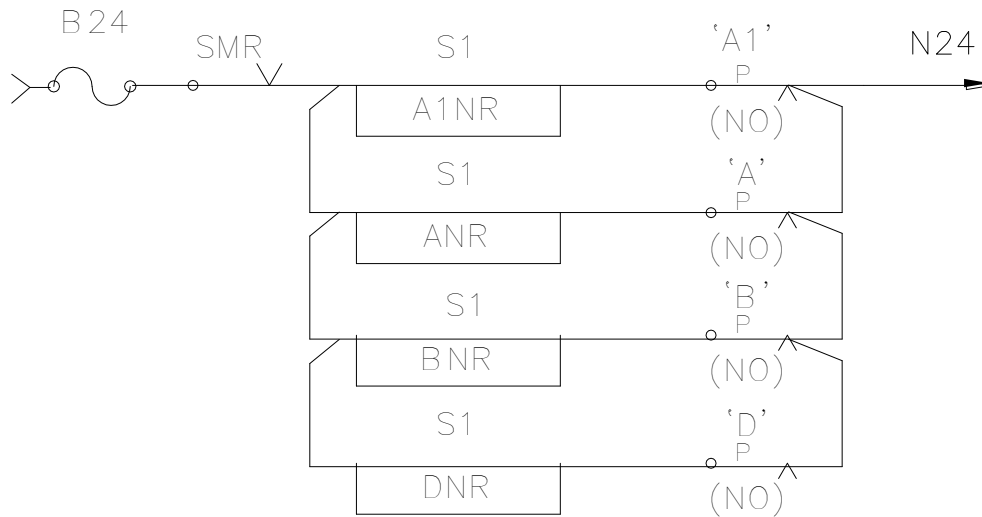 B24
SMR
S1
'A1'
P
N24
A1NR
(NO)
S1
'A'
P
ANR
(NO)
S1
'B'
P
BNR
(NO)
S1
'D'
P
DNR
(NO)